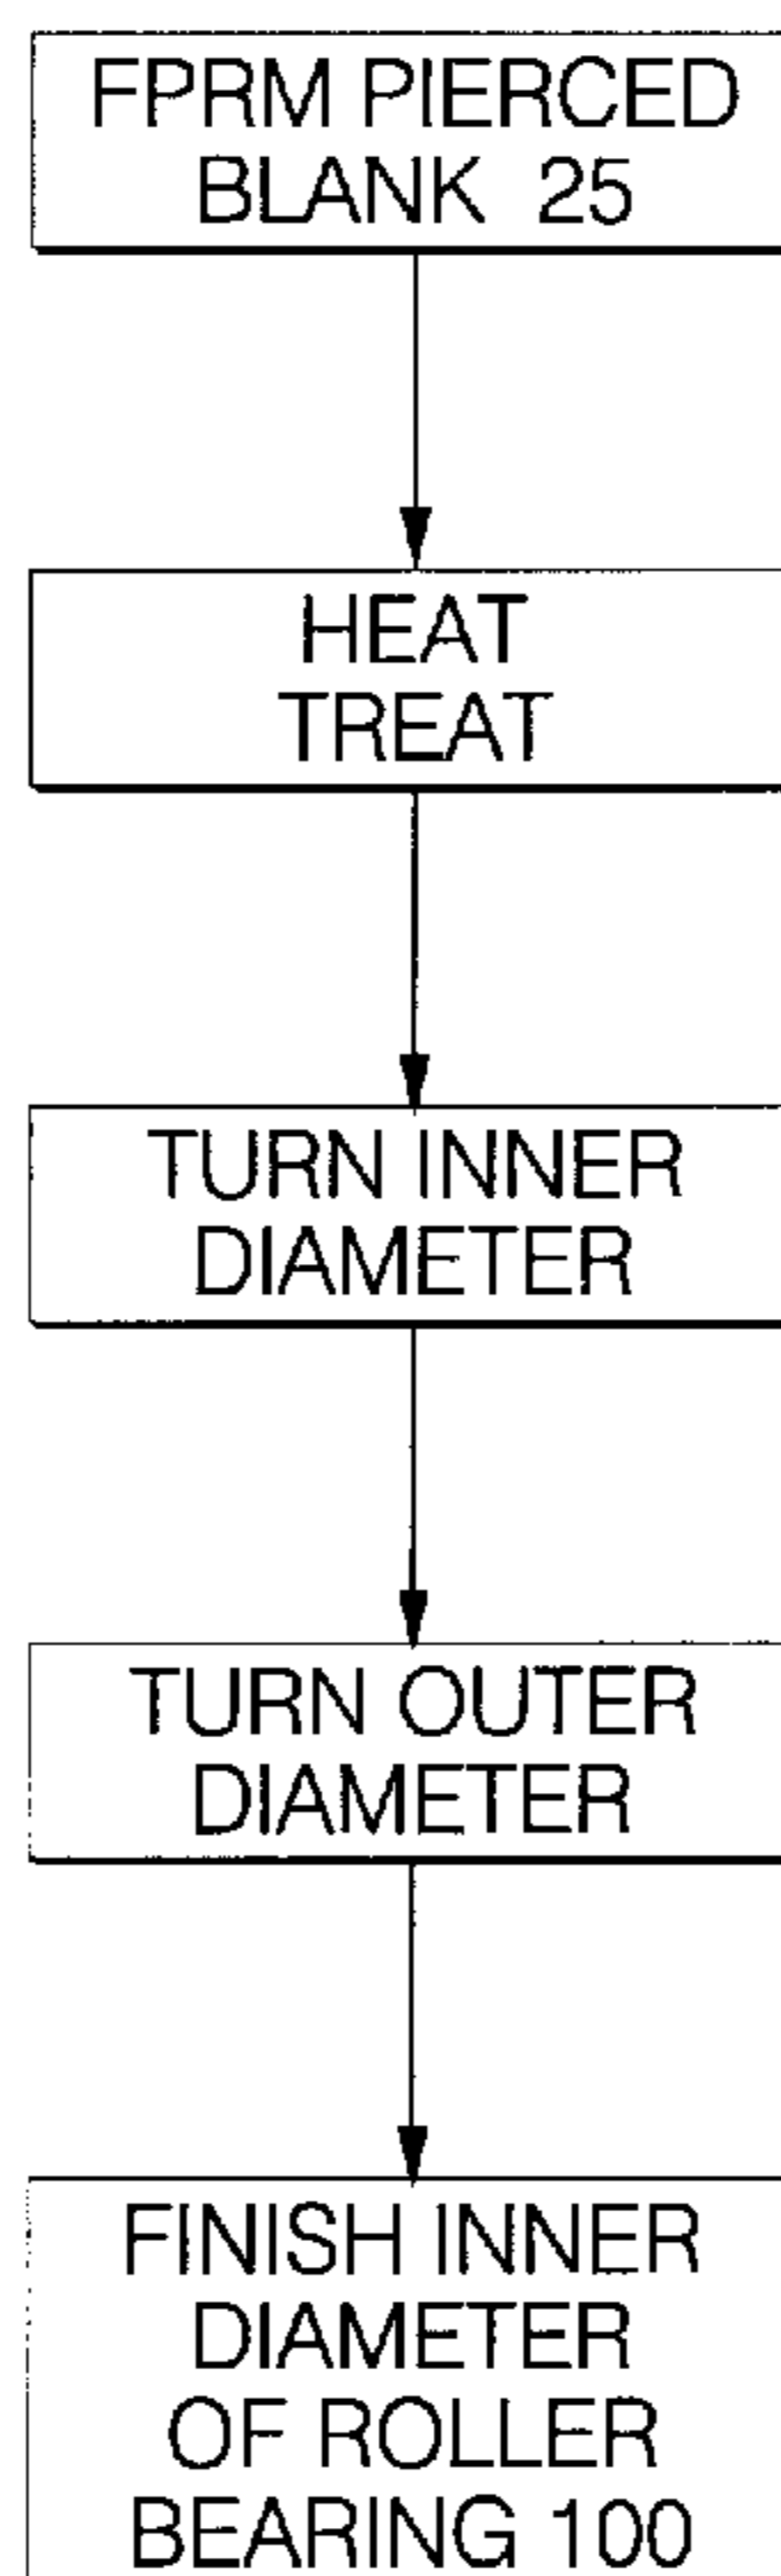 FPRM PIERCED
BLANK 25
HEAT
TREAT
TURN INNER
DIAMETER
TURN OUTER
DIAMETER
FINISH INNER
DIAMETER
OF ROLLER
BEARING 100